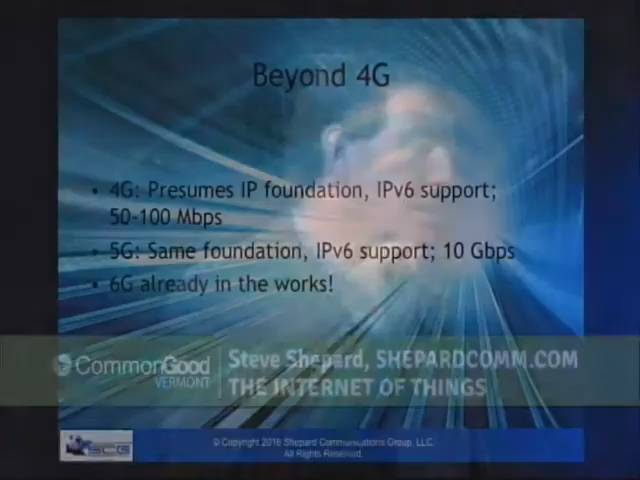 Beyond 4G
• 4G: Presumes IP foundation, IPv6 support;
50-100 Mbps
• 5G: Same foundation, IPv6 support; 10 Gbps
• 6G already in the works!
CommonGood
VERMONT
Steve Shepard, SHEPARDCOMM.COM
THE INTERNET OF THINGS
SCG
© Copyright 2016 Shepard Communications Group, LLC.
All Rights Reserved.